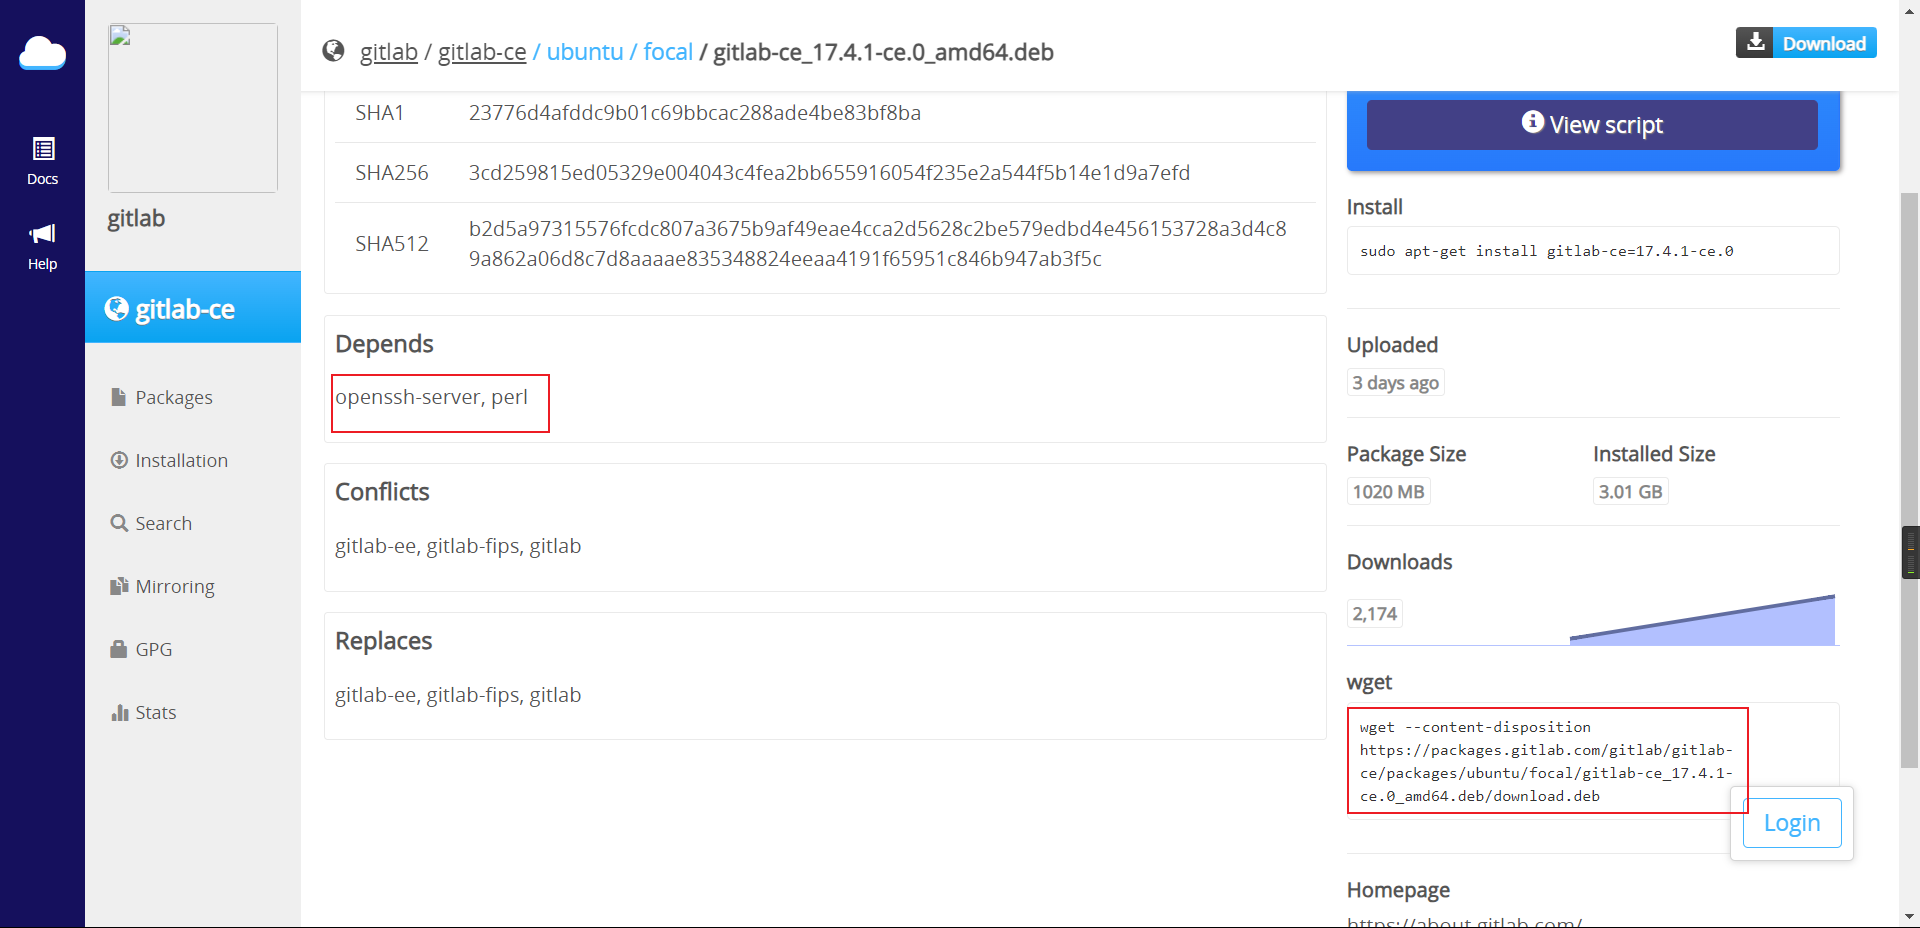 Docs
Help
gitlab
gitlab-ce
Packages
Installation
Search
Mirroring
GPG
Stats
gitlab / gitlab-ce / ubuntu / focal / gitlab-ce_17.4.1-ce.0_amd64.deb
Download
SHA1 23776d4afddc9b01c69bbcac288ade4be83bf8ba
SHA256 3cd259815ed05329e004043c4fea2bb655916054f235e2a544f5b14e1d9a7efd
SHA512 b2d5a97315576fcdc807a3675b9af49eae4cca2d5628c2be579edbd4e456153728a3d4c8
9a862a06d8c7d8aaaae835348824eeaa4191f65951c846b947ab3f5c
Depends
openssh-server, perl
Conflicts
gitlab-ee, gitlab-fips, gitlab
Replaces
gitlab-ee, gitlab-fips, gitlab
View script
Install
sudo apt-get install gitlab-ce=17.4.1-ce.0
Uploaded
3 days ago
Package Size Installed Size
1020 MB 3.01 GB
Downloads
2,174
wget
wget --content-disposition
https://packages.gitlab.com/gitlab/gitlab-
ce/packages/ubuntu/focal/gitlab-ce_17.4.1-
ce.0_amd64.deb/download.deb
Login
Homepage
https://about.gitlab.com/